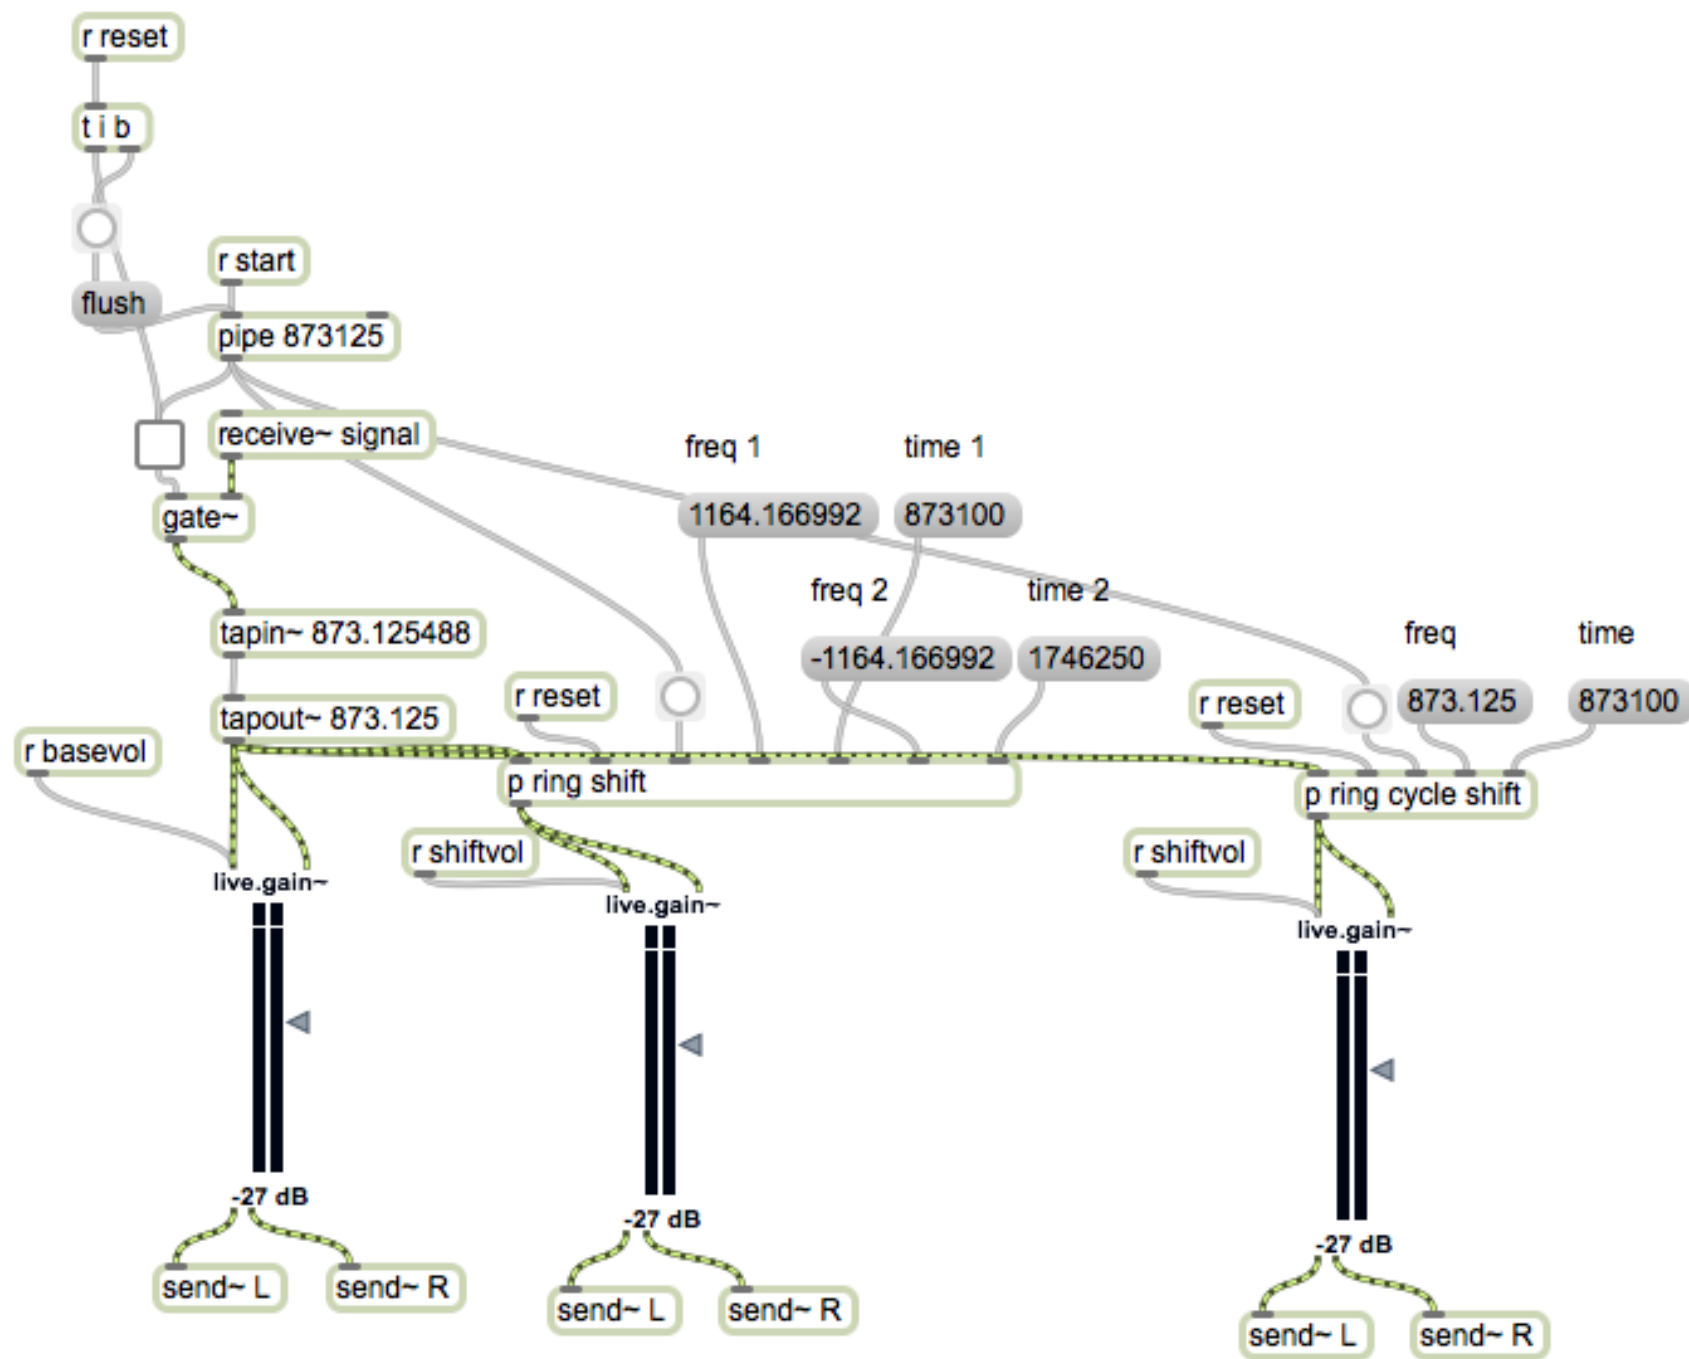 r reset
t i b
flush
r start
pipe 873125
receive~ signal
gate~
freq 1
time 1
1164.166992
873100
freq 2
time 2
-1164.166992
1746250
freq
time
873.125
873100
tapin~ 873.125488
tapout~ 873.125
r reset
r reset
r basevol
p ring shift
p ring cycle shift
r shiftvol
r shiftvol
live.gain~
live.gain~
live.gain~
-27 dB
-27 dB
-27 dB
send~ L
send~ R
send~ L
send~ R
send~ L
send~ R